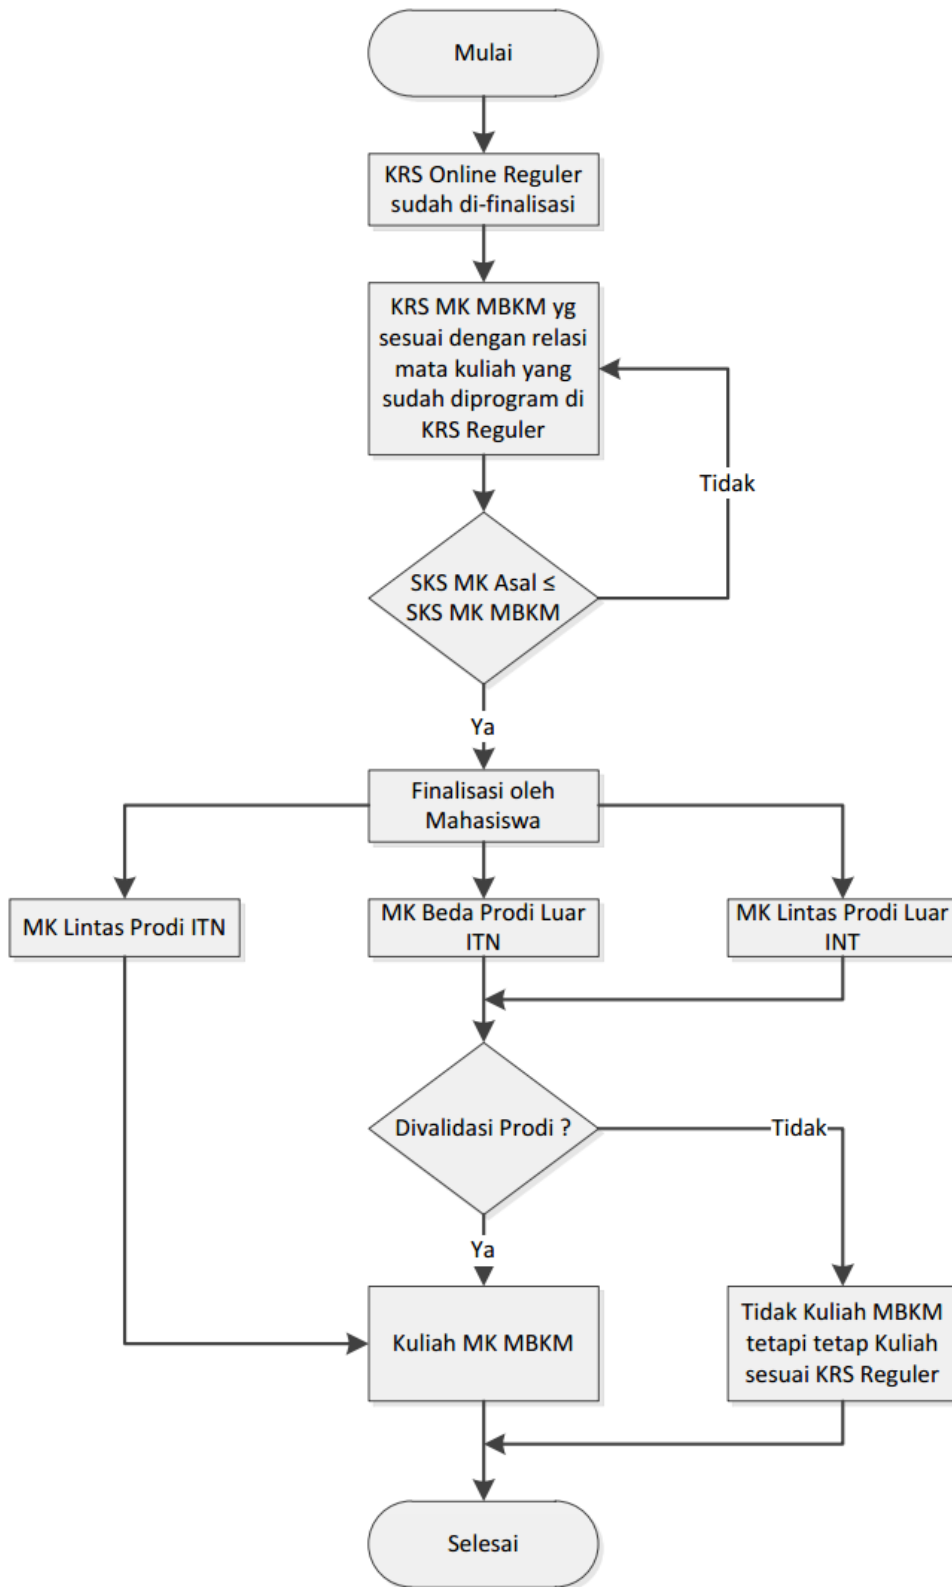 Mulai
KRS Online Reguler
sudah di-finalisasi
KRS MK MBKM yg
sesuai dengan relasi
mata kuliah yang
sudah diprogram di
KRS Reguler
Tidak
SKS MK Asal ≤
SKS MK MBKM
Ya
Finalisasi oleh
Mahasiswa
MK Lintas Prodi ITN
MK Beda Prodi Luar
ITN
MK Lintas Prodi Luar
INT
Divalidasi Prodi ?
Tidak
Ya
Kuliah MK MBKM
Tidak Kuliah MBKM
tetapi tetap Kuliah
sesuai KRS Reguler
Selesai